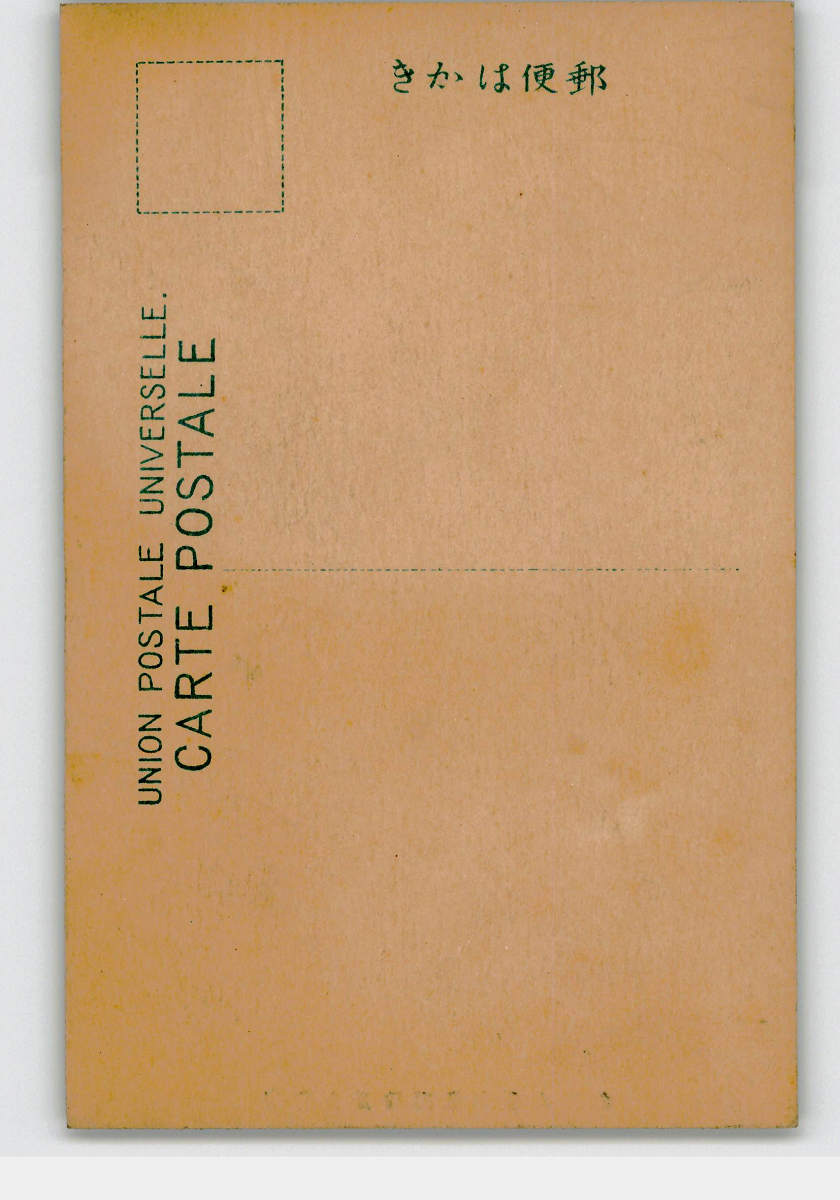 郵便はかき
UNION POSTALE UNIVERSELLE.
CARTE POSTALE